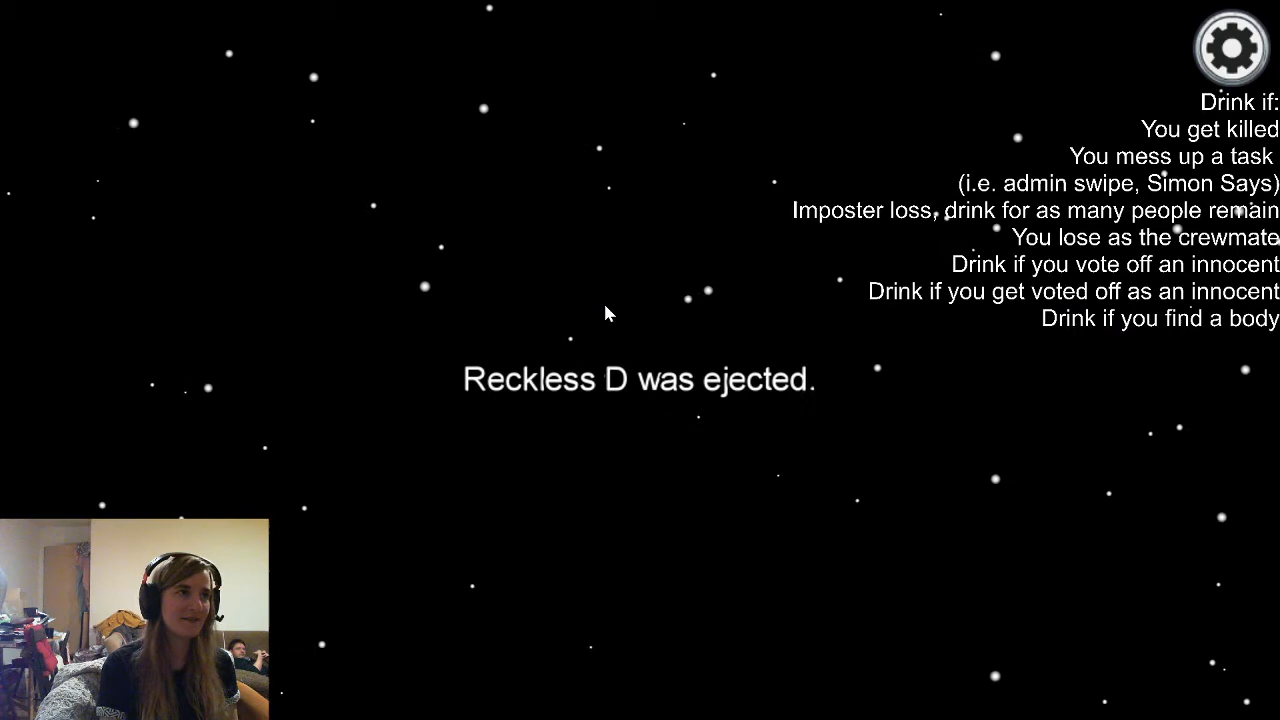 Drink if:
You get killed
You mess up a task
(i.e. admin swipe, Simon Says)
Imposter loss, drink for as many people remain
You lose as the crewmate
Drink if you vote off an innocent
Drink if you get voted off as an innocent
Drink if you find a body
Reckless D was ejected.